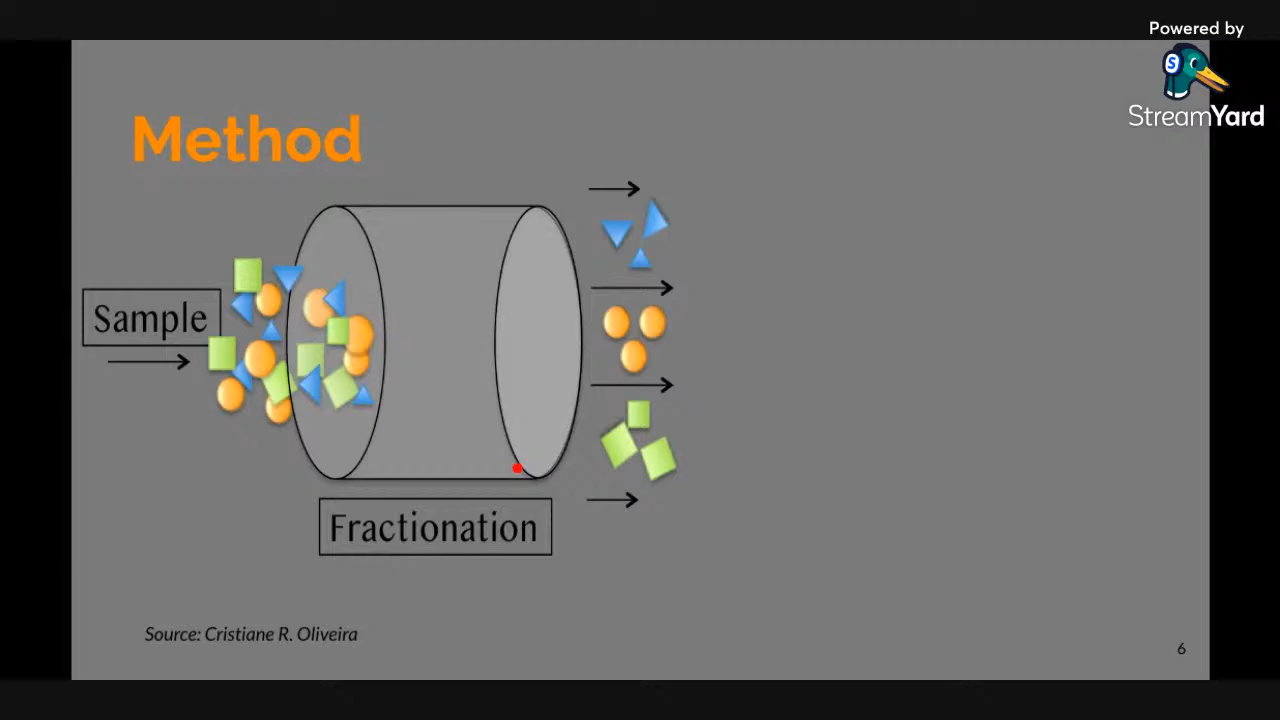 Powered by
StreamYard
Method
Sample
Fractionation
Source: Cristiane R. Oliveira
6